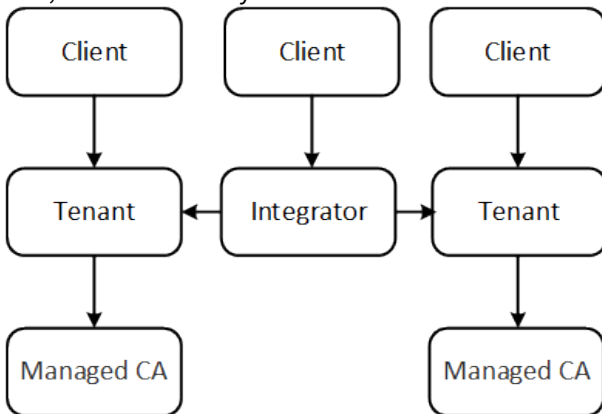 Client
Client
Client
Tenant
Integrator
Tenant
Managed CA
Managed CA